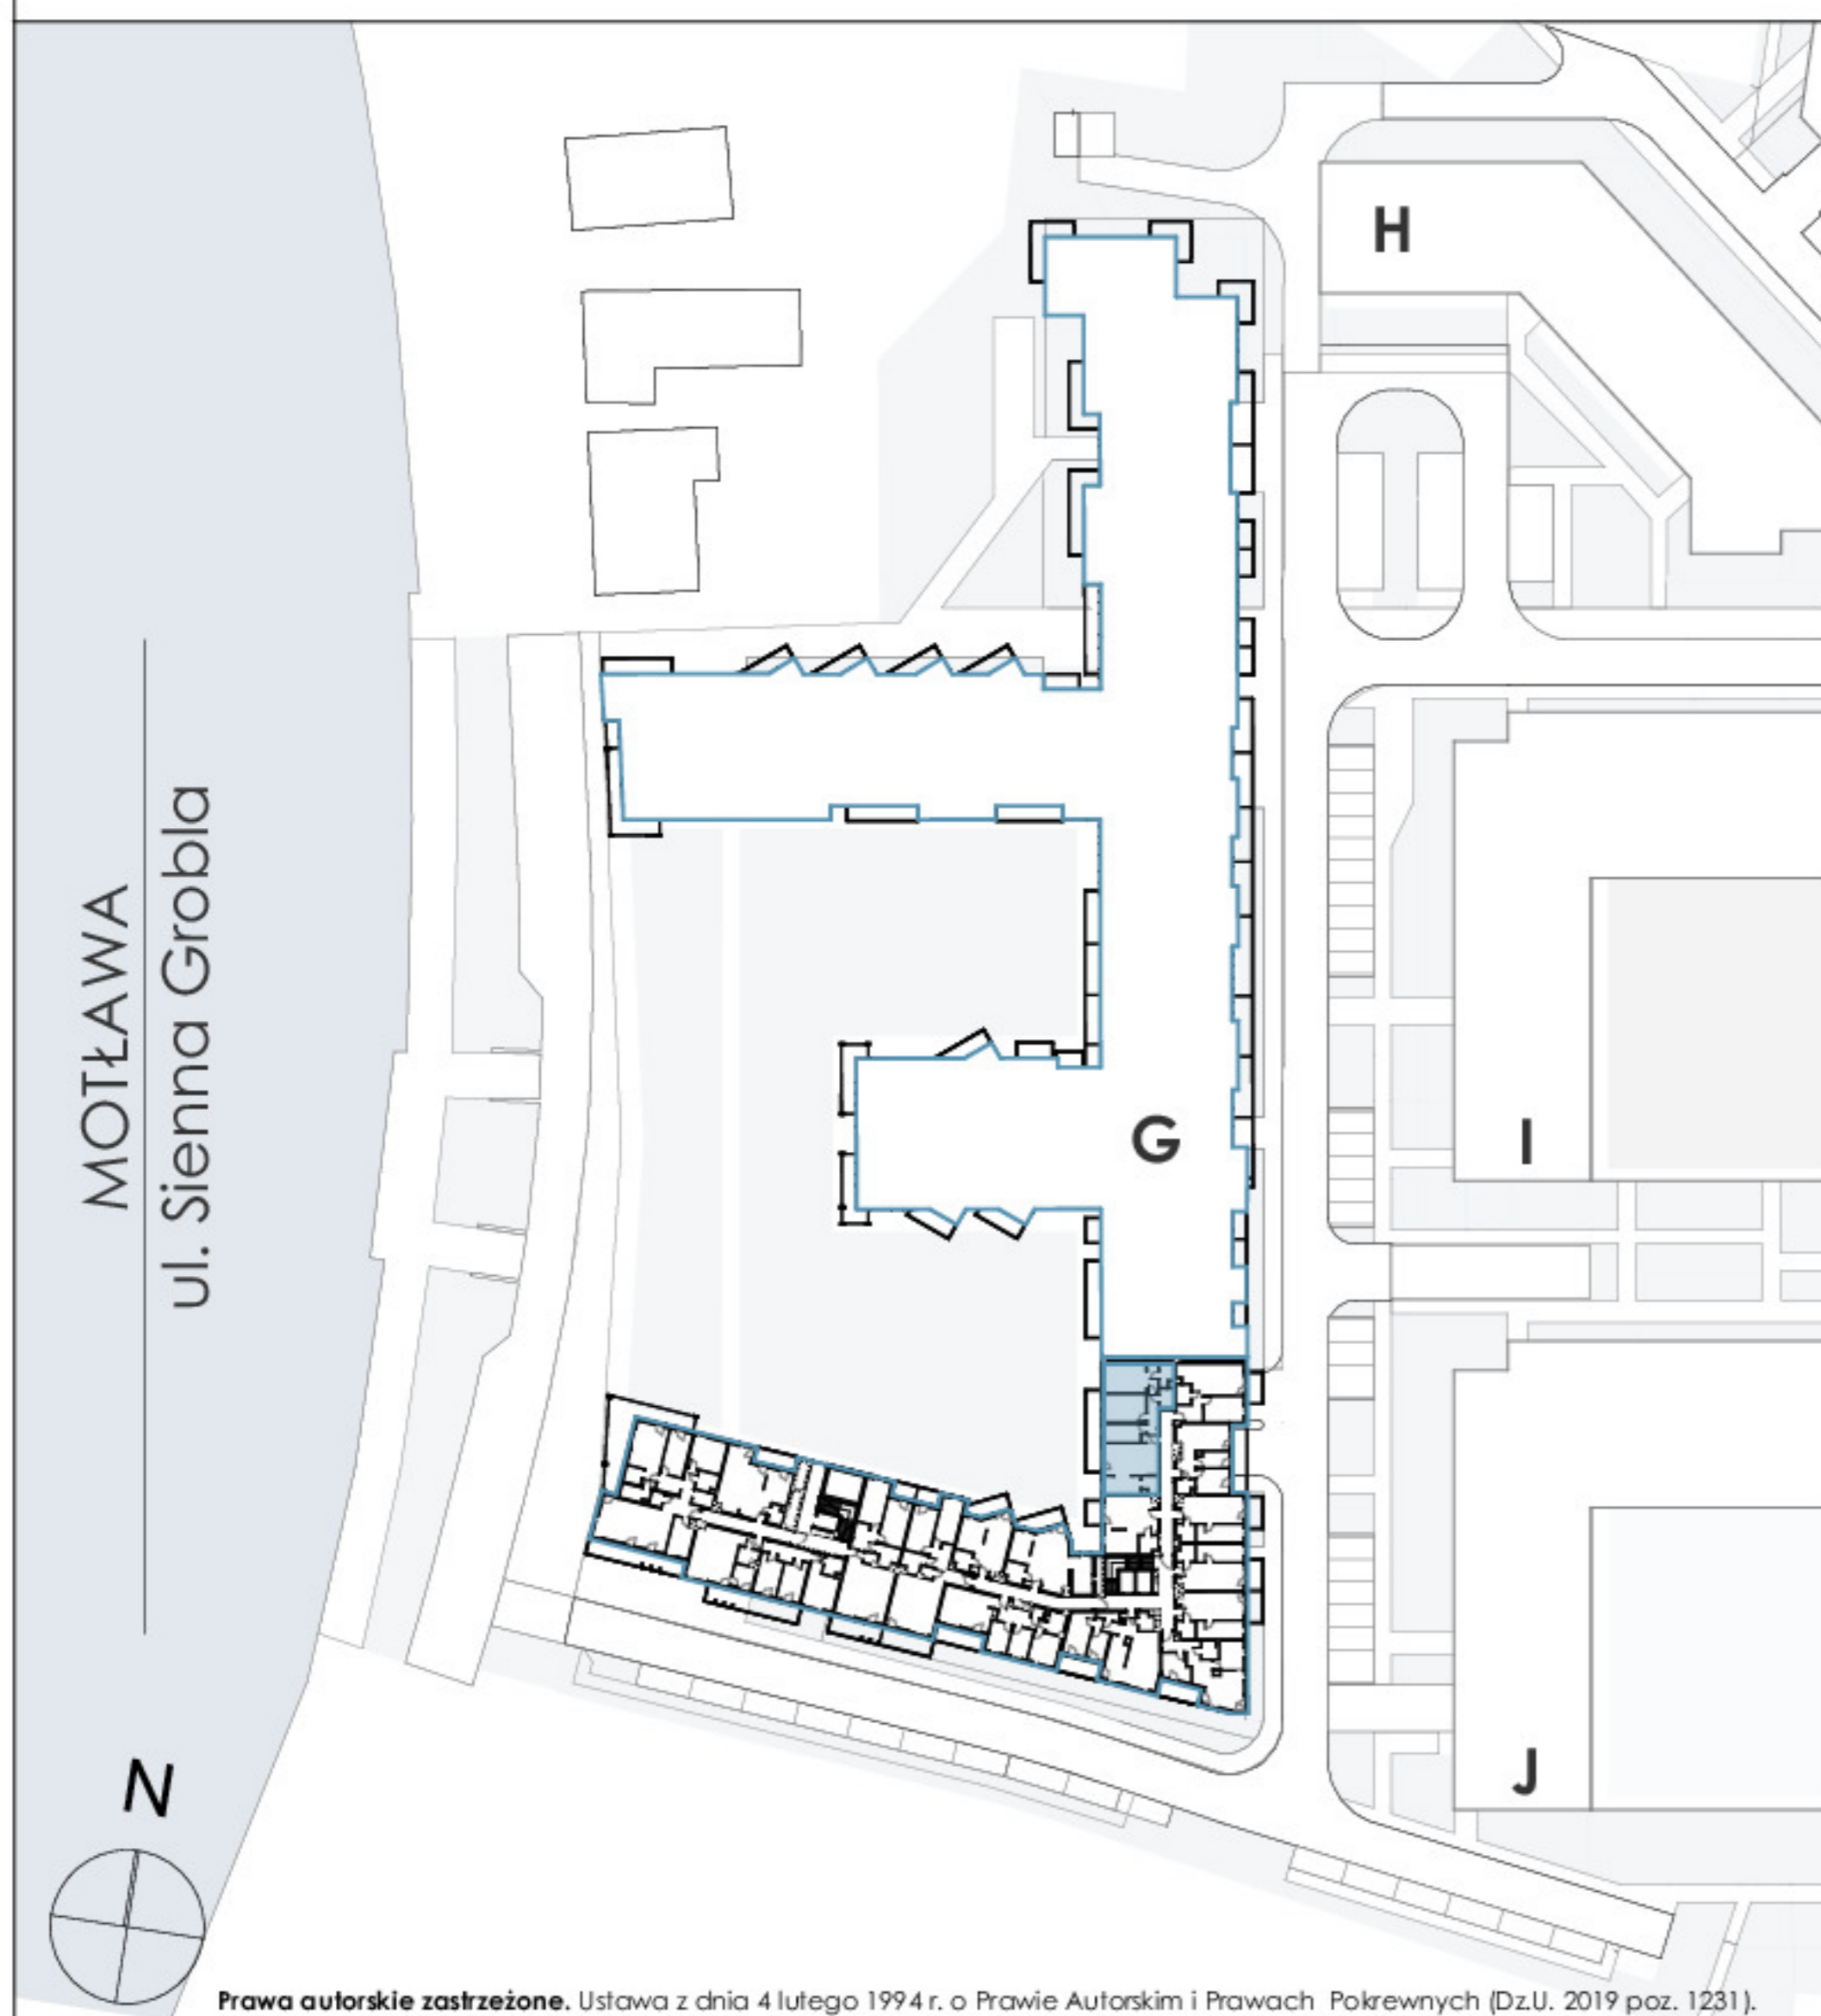 H
MOTŁAWA
ul. Sienna Grobla
G
I
J
N
Prawa autorskie zastrzeżone. Ustawa z dnia 4 lutego 1994 r. o Prawie Autorskim i Prawach Pokrewnych (Dz.U. 2019 poz. 1231).